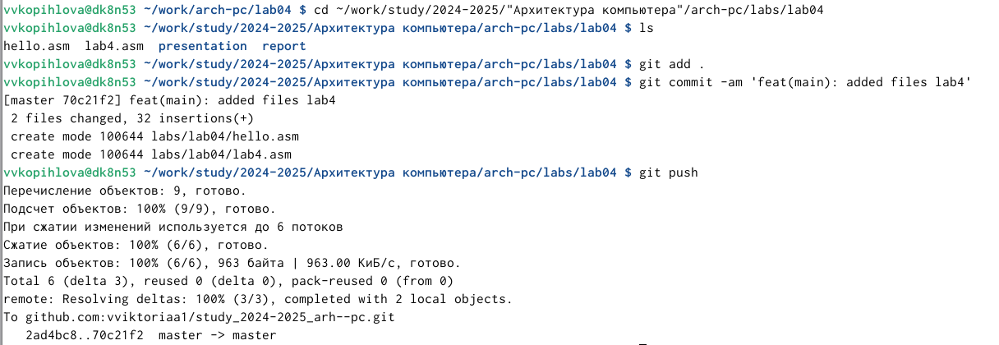 vvkopihlova@dk8n53 ~/work/arch-pc/lab04 $ cd ~/work/study/2024-2025/"Архитектура компьютера"/arch-pc/labs/lab04
vvkopihlova@dk8n53 ~/work/study/2024-2025/Архитектура компьютера/arch-pc/labs/lab04 $ ls
hello.asm  lab4.asm  presentation  report
vvkopihlova@dk8n53 ~/work/study/2024-2025/Архитектура компьютера/arch-pc/labs/lab04 $ git add .
vvkopihlova@dk8n53 ~/work/study/2024-2025/Архитектура компьютера/arch-pc/labs/lab04 $ git commit -am 'feat(main): added files lab4'
[master 70c21f2] feat(main): added files lab4
 2 files changed, 32 insertions(+)
 create mode 100644 labs/lab04/hello.asm
 create mode 100644 labs/lab04/lab4.asm
vvkopihlova@dk8n53 ~/work/study/2024-2025/Архитектура компьютера/arch-pc/labs/lab04 $ git push
Перечисление объектов: 9, готово.
Подсчет объектов: 100% (9/9), готово.
При сжатии изменений используется до 6 потоков
Сжатие объектов: 100% (6/6), готово.
Запись объектов: 100% (6/6), 963 байта | 963.00 КиБ/с, готово.
Total 6 (delta 3), reused 0 (delta 0), pack-reused 0 (from 0)
remote: Resolving deltas: 100% (3/3), completed with 2 local objects.
To github.com:vviktoriaa1/study_2024-2025_arh--pc.git
   2ad4bc8..70c21f2  master -> master